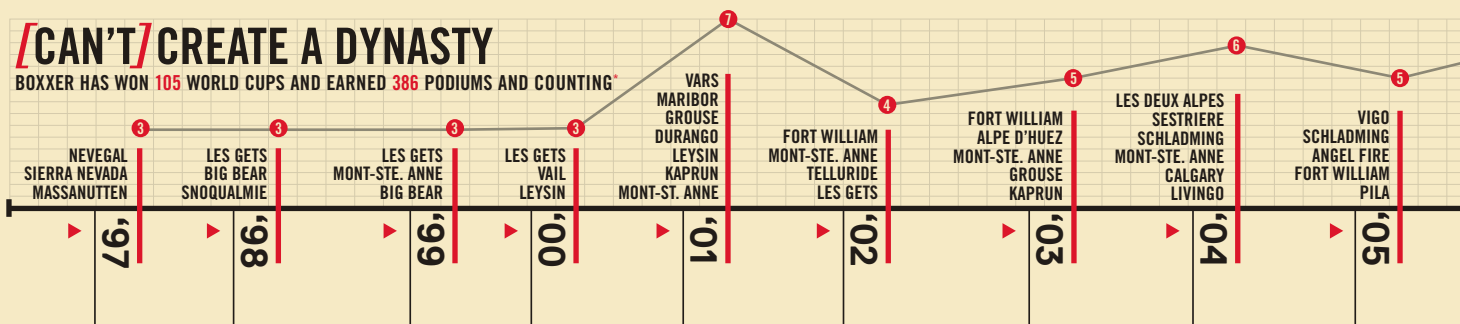 [CAN'T] CREATE A DYNASTY
BOXXER HAS WON 105 WORLD CUPS AND EARNED 386 PODIUMS AND COUNTING*
3
NEVEGAL
SIERRA NEVADA
MASSANUTTEN
'97
3
LES GETS
BIG BEAR
SNOQUALMIE
'98
3
LES GETS
MONT-STE. ANNE
BIG BEAR
'99
3
LES GETS
VAIL
LEYSIN
'00
7
VARS
MARIBOR
GROUSE
DURANGO
LEYSIN
KAPRUN
MONT-ST. ANNE
'01
4
FORT WILLIAM
MONT-STE. ANNE
TELLURIDE
LES GETS
'02
5
FORT WILLIAM
ALPE D'HUEZ
MONT-STE. ANNE
GROUSE
KAPRUN
'03
6
LES DEUX ALPES
SESTRIERE
SCHLADMING
MONT-STE. ANNE
CALGARY
LIVINGO
'04
5
VIGO
SCHLADMING
ANGEL FIRE
FORT WILLIAM
PILA
'05